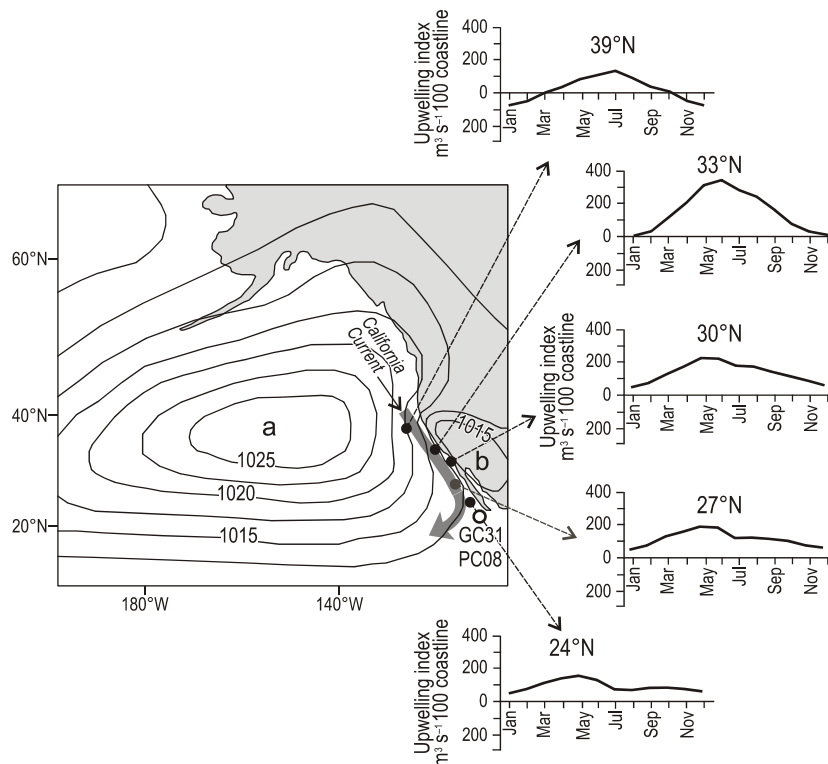 39°N
Upwelling index
m³ s⁻¹ 100 coastline
400
200
0
200
Jan
Mar
May
Jul
Sep
Nov
33°N
400
200
0
200
Jan
Mar
May
Jul
Sep
Nov
30°N
Upwelling index
m³ s⁻¹ 100 coastline
400
200
0
200
Jan
Mar
May
Jul
Sep
Nov
27°N
400
200
0
200
Jan
Mar
May
Jul
Sep
Nov
24°N
Upwelling index
m³ s⁻¹ 100 coastline
400
200
0
200
Jan
Mar
May
Jul
Sep
Nov
60°N
40°N
20°N
180°W
140°W
California
Current
a
b
1025
1020
1015
1015
GC31
PC08